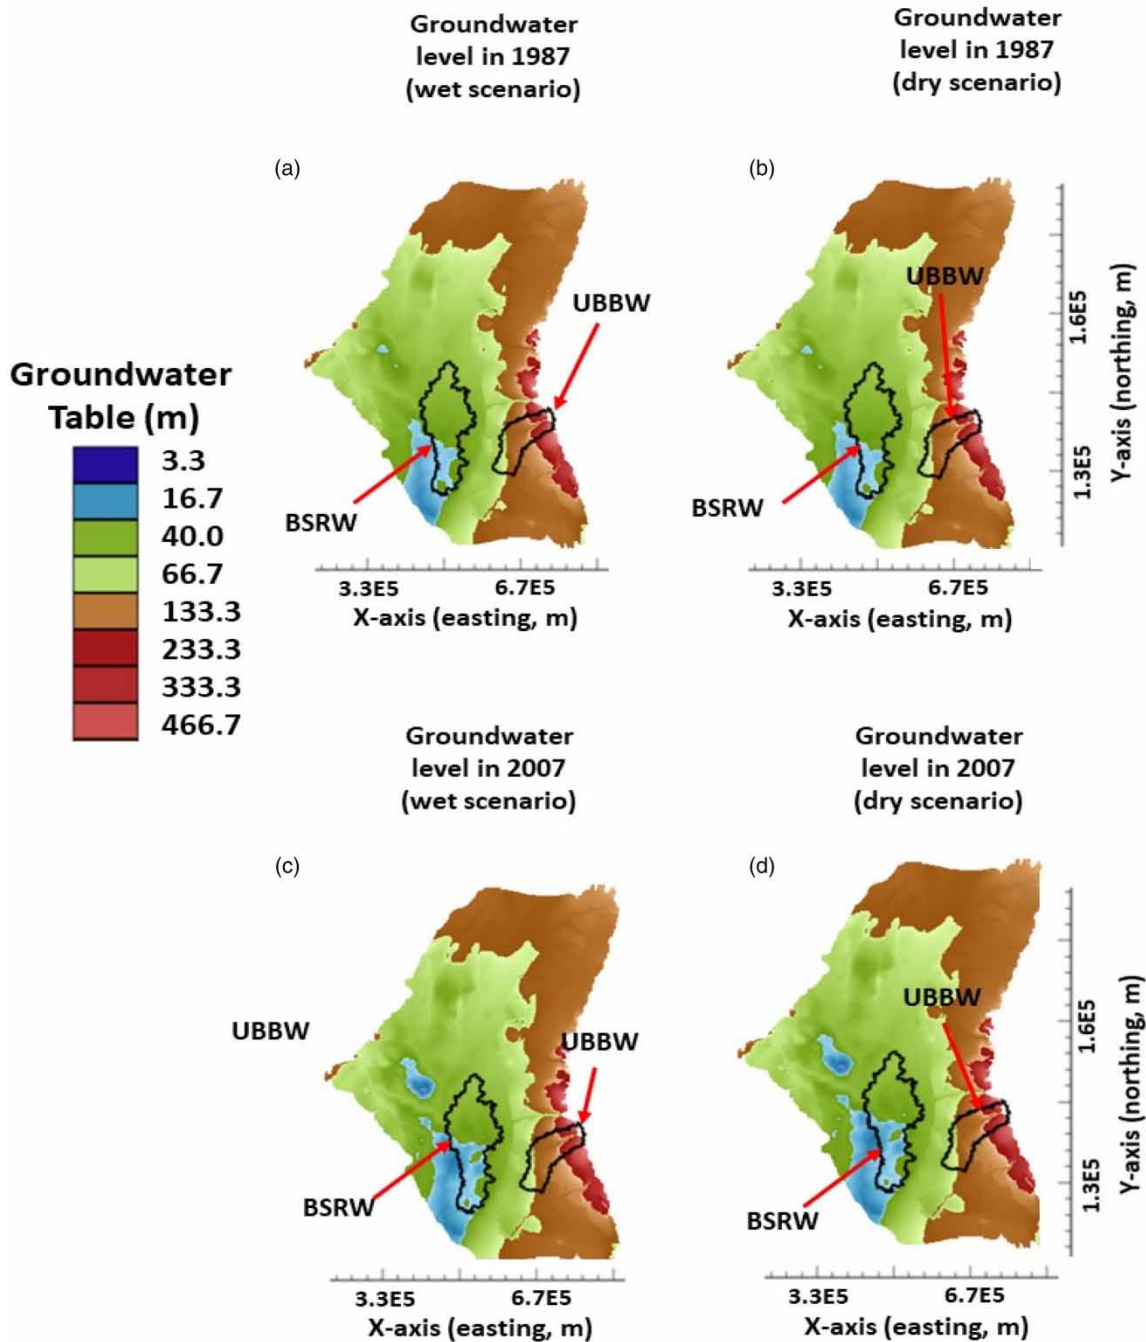 Groundwater
level in 1987
(wet scenario)
Groundwater
level in 1987
(dry scenario)
(a)
(b)
UBBW
UBBW
BSRW
BSRW
1.6E5
1.3E5
Y-axis (northing, m)
Groundwater
Table (m)
3.3
16.7
40.0
66.7
133.3
233.3
333.3
466.7
3.3E5
6.7E5
X-axis (easting, m)
3.3E5
6.7E5
X-axis (easting, m)
Groundwater
level in 2007
(wet scenario)
Groundwater
level in 2007
(dry scenario)
(c)
(d)
UBBW
UBBW
UBBW
BSRW
BSRW
1.6E5
1.3E5
Y-axis (northing, m)
3.3E5
6.7E5
X-axis (easting, m)
3.3E5
6.7E5
X-axis (easting, m)